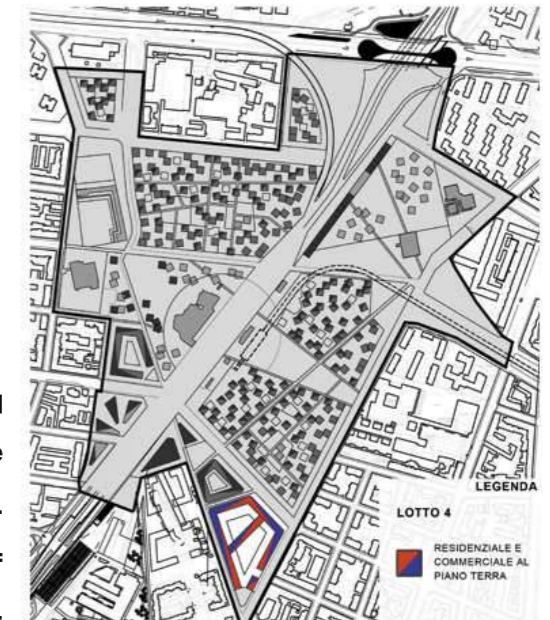 LEGENDA
LOTTO 4
RESIDENZIALE E
COMMERCIALE AL
PIANO TERRA